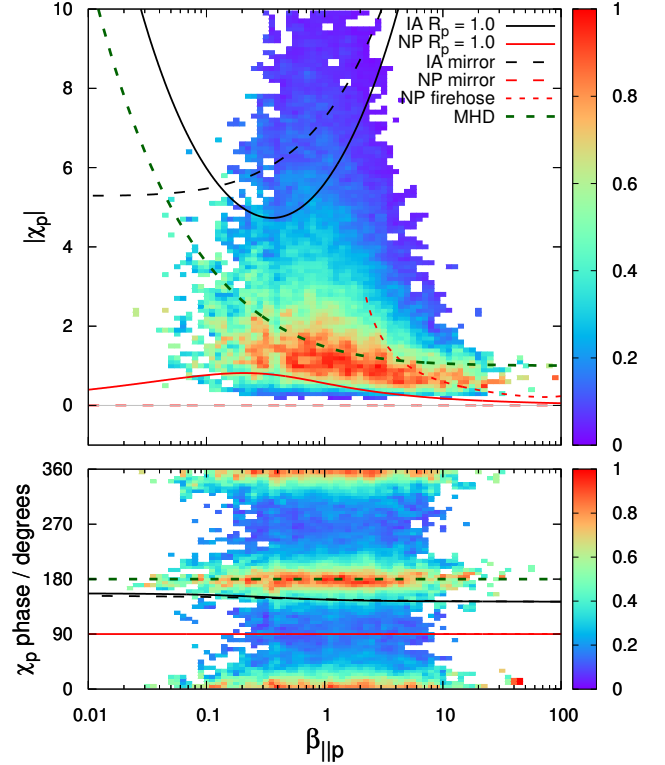 10
8
6
4
2
0
|χp|
IA Rp = 1.0
NP Rp = 1.0
IA mirror
NP mirror
NP firehose
MHD
1
0.8
0.6
0.4
0.2
0
360
270
180
90
0
χp phase / degrees
1
0.8
0.6
0.4
0.2
0
0.01 0.1 1 10 100
β||p